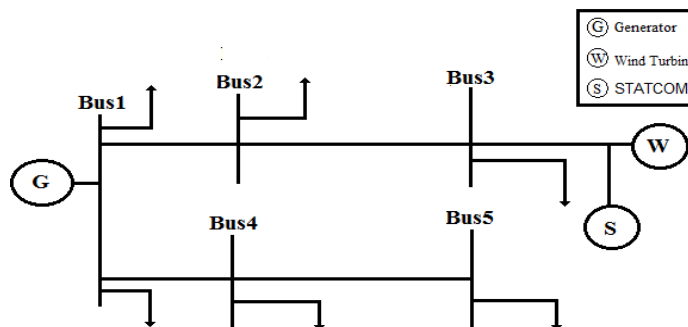 G Generator
W Wind Turbin
S STATCOM
Bus1
Bus2
Bus3
G
W
S
Bus4
Bus5